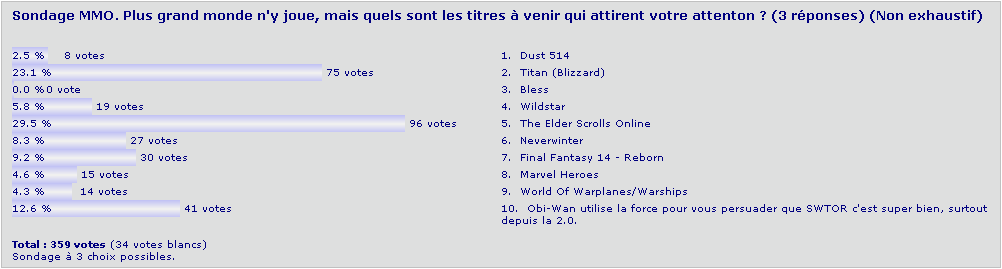 Sondage MMO. Plus grand monde n'y joue, mais quels sont les titres à venir qui attirent votre attenton ? (3 réponses) (Non exhaustif)
2.5 % 8 votes 1. Dust 514
23.1 % 75 votes 2. Titan (Blizzard)
0.0 % 0 vote 3. Bless
5.8 % 19 votes 4. Wildstar
29.5 % 96 votes 5. The Elder Scrolls Online
8.3 % 27 votes 6. Neverwinter
9.2 % 30 votes 7. Final Fantasy 14 - Reborn
4.6 % 15 votes 8. Marvel Heroes
4.3 % 14 votes 9. World Of Warplanes/Warships
12.6 % 41 votes 10. Obi-Wan utilise la force pour vous persuader que SWTOR c'est super bien, surtout
depuis la 2.0.
Total : 359 votes (34 votes blancs)
Sondage à 3 choix possibles.